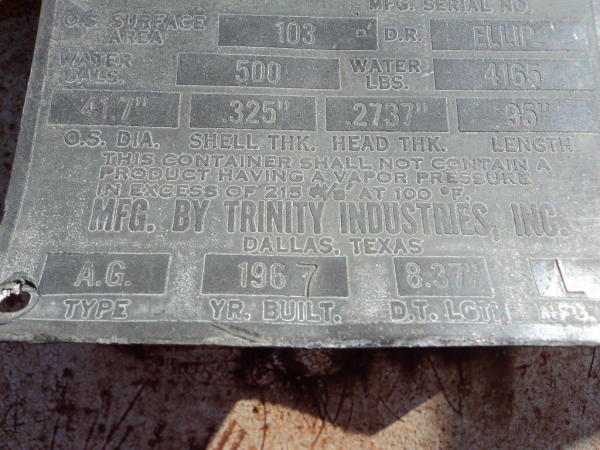 MFG. SERIAL NO.
O.S. SURFACE AREA 103 D.R. ELLIP.
WATER GALS. 500 WATER LBS. 4165
41.7" .325" .2737" 95"
O.S. DIA. SHELL THK. HEAD THK. LENGTH
THIS CONTAINER SHALL NOT CONTAIN A
PRODUCT HAVING A VAPOR PRESSURE
IN EXCESS OF 215 #/□" AT 100 °F.
MFG. BY TRINITY INDUSTRIES, INC.
DALLAS, TEXAS
A.G. 1967 8.37" L
TYPE YR. BUILT. D.T. LGTH